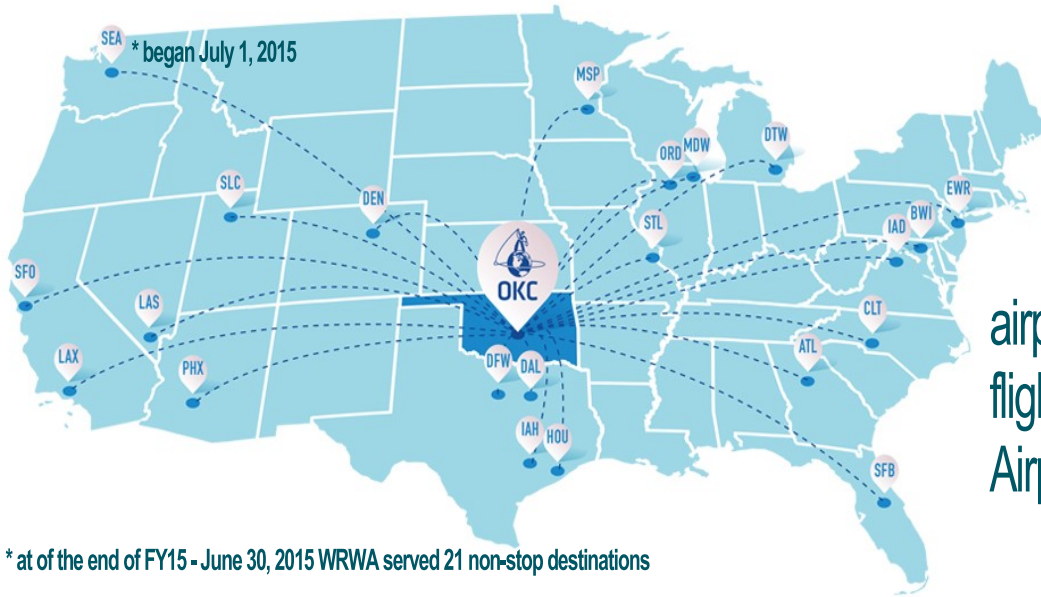 SEA
* began July 1, 2015
MSP
DTW
ORD MDW
SLC
DEN
EWR
STL
BWI
IAD
OKC
SFO
LAS
CLT
LAX
PHX
DFW DAL
ATL
IAH HOU
SFB
* at of the end of FY15 - June 30, 2015 WRWA served 21 non-stop destinations